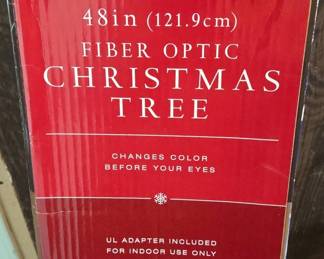 48in (121.9cm)
FIBER OPTIC
CHRISTMAS
TREE
CHANGES COLOR
BEFORE YOUR EYES
UL ADAPTER INCLUDED
FOR INDOOR USE ONLY